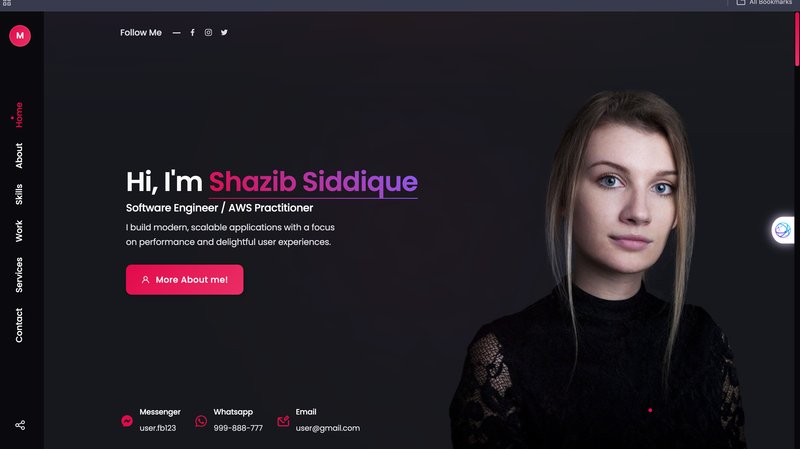 All Bookmarks
M
Follow Me
Home
About
Skills
Work
Services
Contact
Hi, I'm Shazib Siddique
Software Engineer / AWS Practitioner
I build modern, scalable applications with a focus
on performance and delightful user experiences.
More About me!
Messenger
user.fb123
Whatsapp
999-888-777
Email
user@gmail.com